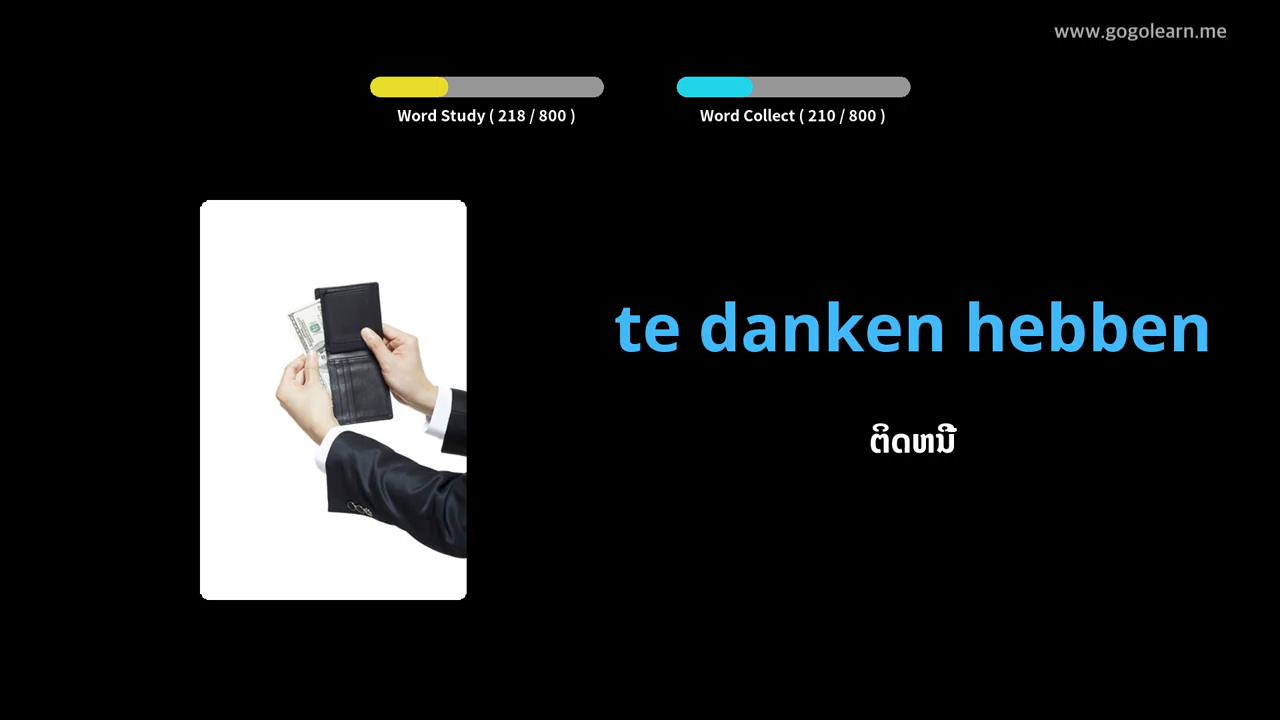 www.gogolearn.me
Word Study ( 218 / 800 )
Word Collect ( 210 / 800 )
te danken hebben
ຕິດຫນີ້